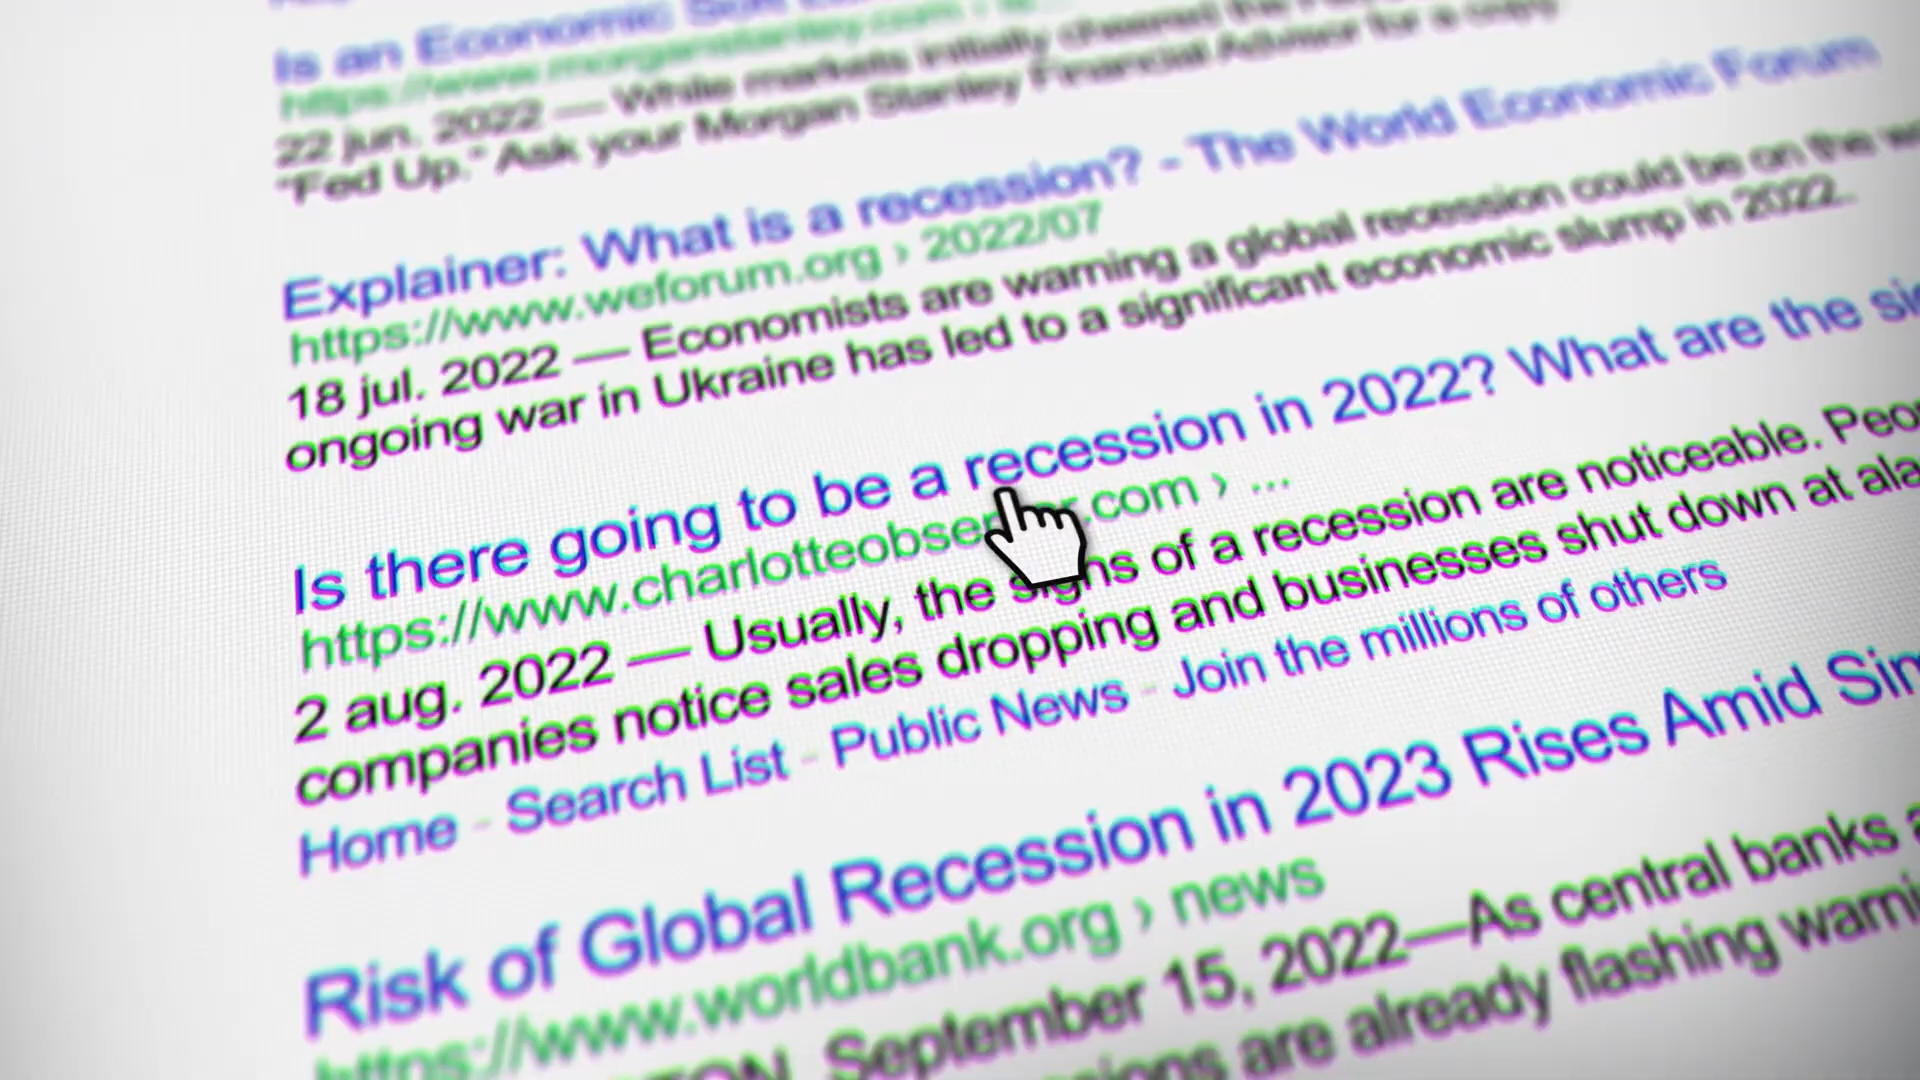 Is an Economic
https://www.morganstanley.com ›
22 jun. 2022 — While markets initially cheered the
"Fed Up." Ask your Morgan Stanley Financial Advisor for a copy
Explainer: What is a recession? - The World Economic Forum
https://www.weforum.org › 2022/07
18 jul. 2022 — Economists are warning a global recession could be on the
ongoing war in Ukraine has led to a significant economic slump in 2022.
Is there going to be a recession in 2022? What are the
https://www.charlotteobserver.com › ...
2 aug. 2022 — Usually, the signs of a recession are noticeable.
companies notice sales dropping and businesses shut down at
Home - Search List - Public News - Join the millions of others
Risk of Global Recession in 2023 Rises Amid
https://www.worldbank.org › news
September 15, 2022—As central banks
are already flashing